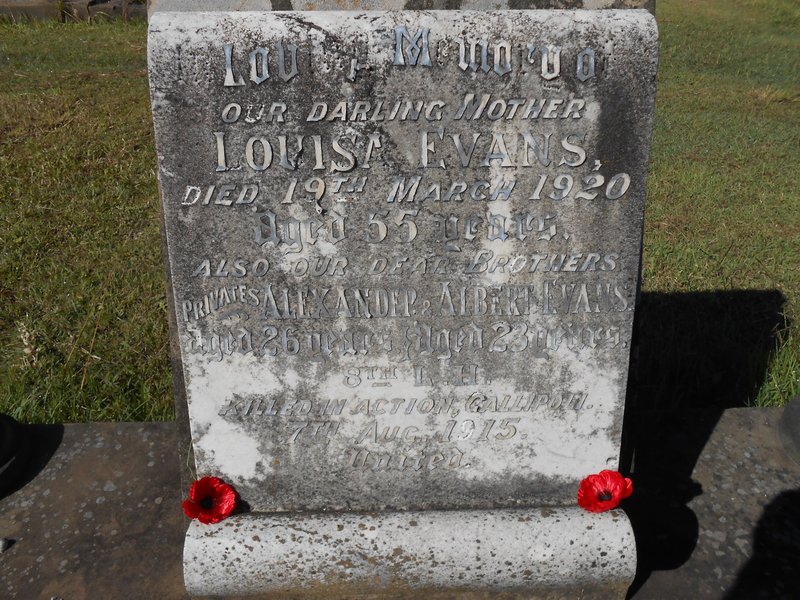 In Loving Memory of
OUR DARLING MOTHER
LOUISA EVANS,
DIED 19TH MARCH 1920
Aged 55 years.
ALSO OUR DEAR BROTHERS
PRIVATES ALEXANDER & ALBERT EVANS.
Aged 26 years, Aged 23 years.
8TH L.H.
KILLED IN ACTION, GALLIPOLI.
7TH AUG. 1915.
United.